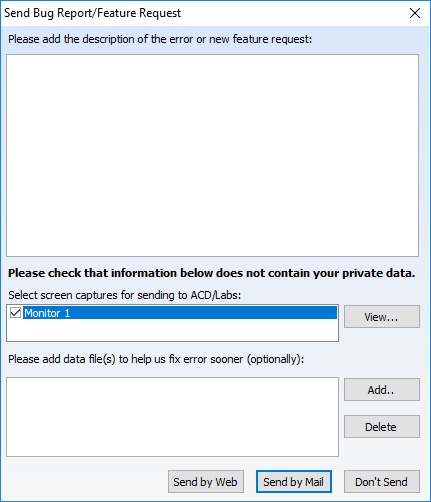 Send Bug Report/Feature Request
Please add the description of the error or new feature request:
Please check that information below does not contain your private data.
Select screen captures for sending to ACD/Labs:
Monitor 1
View...
Please add data file(s) to help us fix error sooner (optionally):
Add..
Delete
Send by Web
Send by Mail
Don't Send